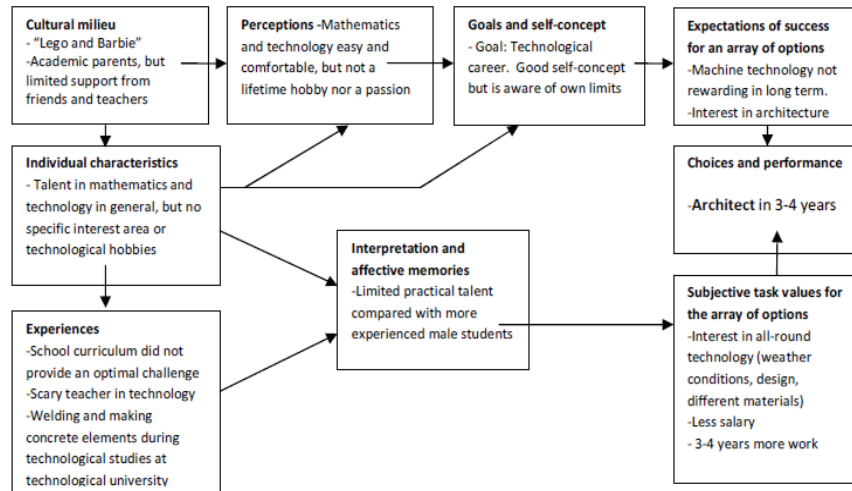 Cultural milieu
- “Lego and Barbie”
-Academic parents, but
limited support from
friends and teachers
Perceptions -Mathematics
and technology easy and
comfortable, but not a
lifetime hobby nor a passion
Goals and self-concept
- Goal: Technological
career. Good self-concept
but is aware of own limits
Expectations of success
for an array of options
-Machine technology not
rewarding in long term.
-Interest in architecture
Individual characteristics
- Talent in mathematics and
technology in general, but no
specific interest area or
technological hobbies
Choices and performance
-Architect in 3-4 years
Interpretation and
affective memories
-Limited practical talent
compared with more
experienced male students
Experiences
-School curriculum did not
provide an optimal challenge
-Scary teacher in technology
-Welding and making
concrete elements during
technological studies at
technological university
Subjective task values for
the array of options
-Interest in all-round
technology (weather
conditions, design,
different materials)
-Less salary
- 3-4 years more work